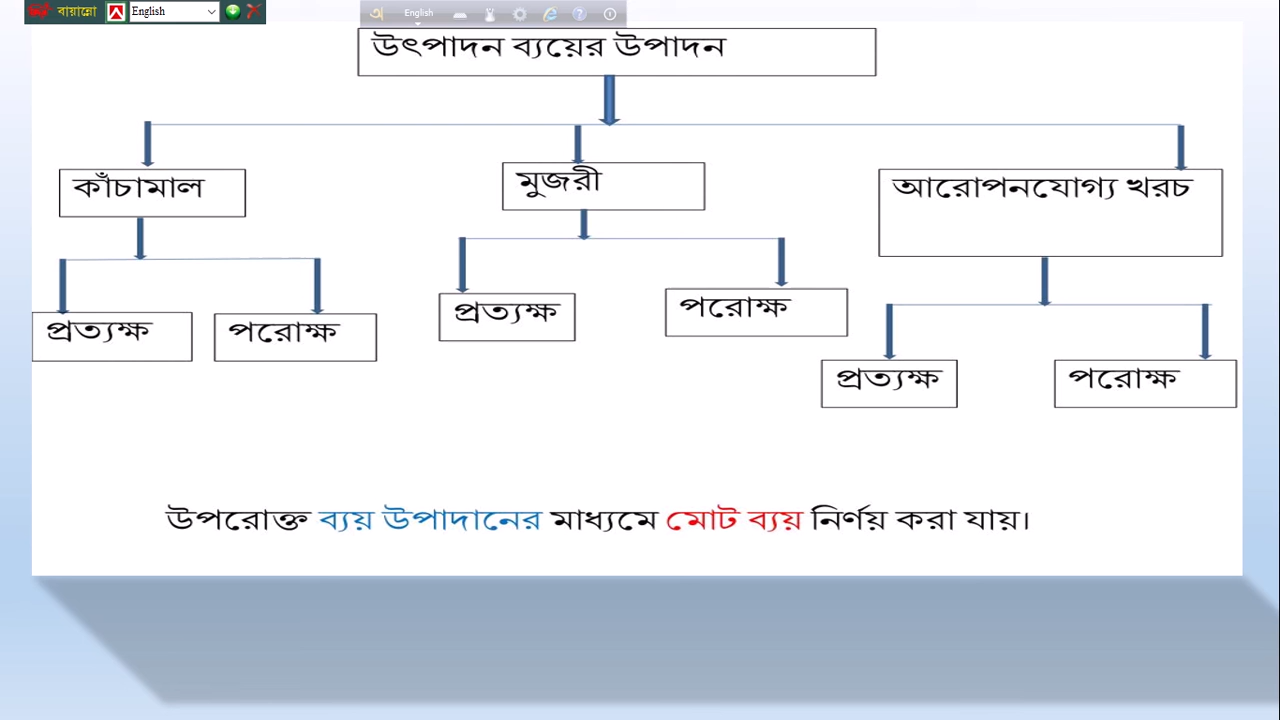 বায়ান্নো
English
English
উৎপাদন ব্যয়ের উপাদন
কাঁচামাল
মুজরী
আরোপনযোগ্য খরচ
প্রত্যক্ষ
পরোক্ষ
প্রত্যক্ষ
পরোক্ষ
প্রত্যক্ষ
পরোক্ষ
উপরোক্ত ব্যয় উপাদানের মাধ্যমে মোট ব্যয় নির্ণয় করা যায়।